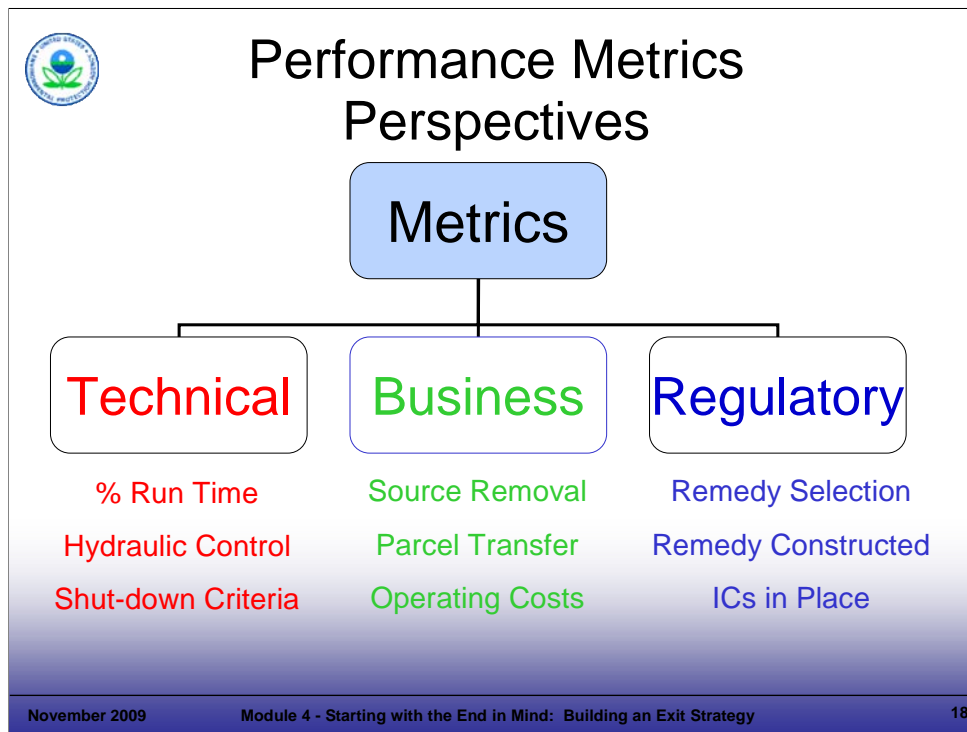 Performance Metrics
Perspectives
Metrics
Technical
Business
Regulatory
% Run Time
Hydraulic Control
Shut-down Criteria
Source Removal
Parcel Transfer
Operating Costs
Remedy Selection
Remedy Constructed
ICs in Place
November 2009
Module 4 - Starting with the End in Mind: Building an Exit Strategy
18